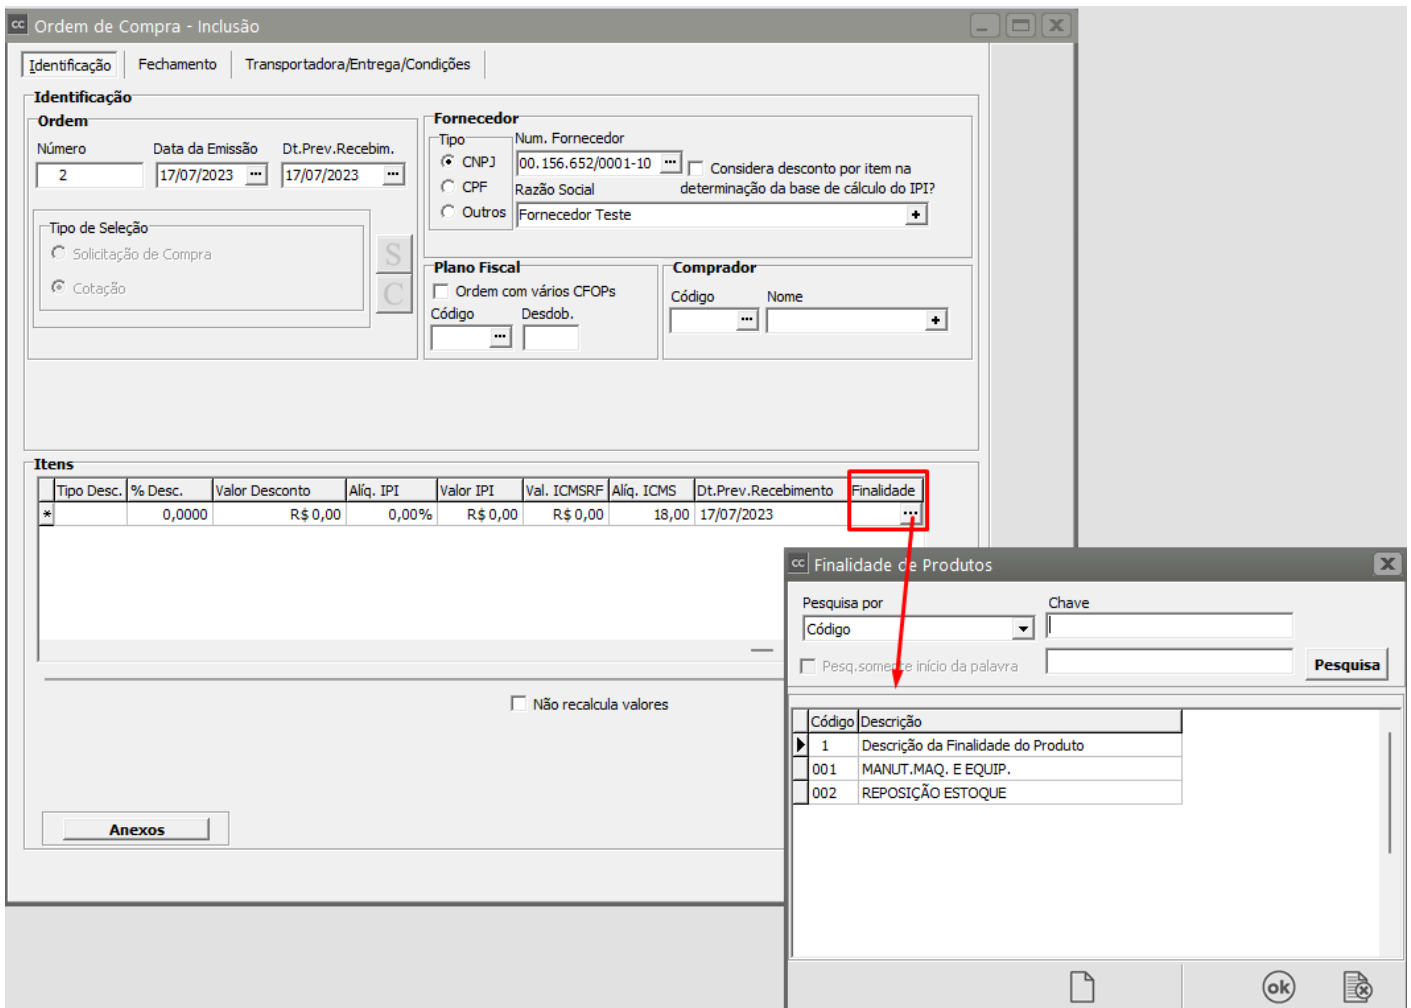 cc Ordem de Compra - Inclusão
Identificação Fechamento Transportadora/Entrega/Condições
Identificação
Ordem
Número Data da Emissão Dt.Prev.Recebim.
2 17/07/2023 ... 17/07/2023 ...
Tipo de Seleção
Solicitação de Compra
Cotação
S
C
Fornecedor
Tipo
CNPJ
CPF
Outros
Num. Fornecedor
00.156.652/0001-10 ...
Considera desconto por item na
determinação da base de cálculo do IPI?
Razão Social
Fornecedor Teste +
Plano Fiscal
Ordem com vários CFOPs
Código Desdob.
...
Comprador
Código Nome
... +
Itens
Tipo Desc. % Desc. Valor Desconto Alíq. IPI Valor IPI Val. ICMSRF Alíq. ICMS Dt.Prev.Recebimento Finalidade
* 0,0000 R$ 0,00 0,00% R$ 0,00 R$ 0,00 18,00 17/07/2023 ...
Não recalcula valores
Anexos
cc Finalidade de Produtos
Pesquisa por Chave
Código
Pesq.somente início da palavra Pesquisa
Código Descrição
1 Descrição da Finalidade do Produto
001 MANUT.MAQ. E EQUIP.
002 REPOSIÇÃO ESTOQUE
ok